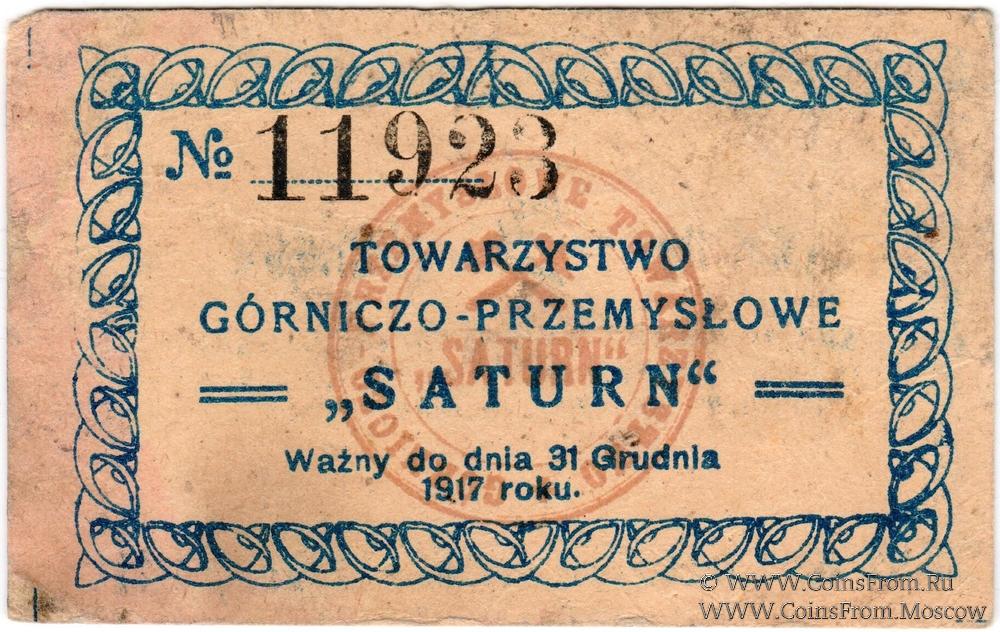 № 11923
TOWARZYSTWO
GÓRNICZO-PRZEMYSŁOWE
„SATURN“
Ważny do dnia 31 Grudnia
1917 roku.
„SATURN“
© WWW.CoinsFrom.Ru
WWW.CoinsFrom.Moscow